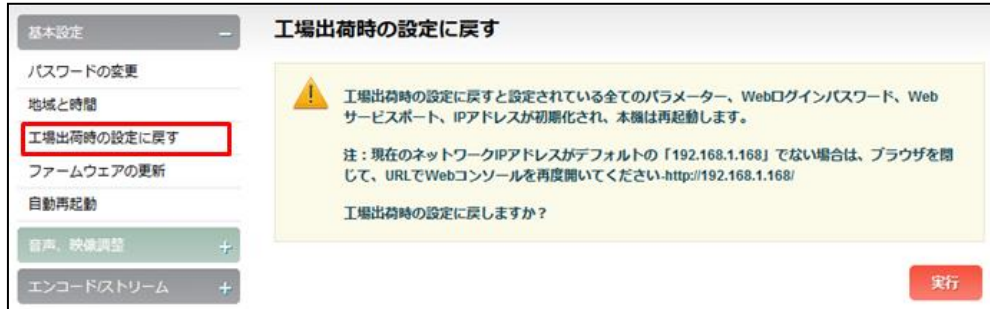 基本設定 −
工場出荷時の設定に戻す
パスワードの変更
地域と時間
工場出荷時の設定に戻す
ファームウエアの更新
自動再起動
音声、映像調整 +
エンコード/ストリーム +
工場出荷時の設定に戻すと設定されている全てのパラメーター、Webログインパスワード、Web
サービスポート、IPアドレスが初期化され、本機は再起動します。
注：現在のネットワークIPアドレスがデフォルトの「192.168.1.168」でない場合は、ブラウザを閉
じて、URLでWebコンソールを再度開いてください-http://192.168.1.168/
工場出荷時の設定に戻しますか？
実行